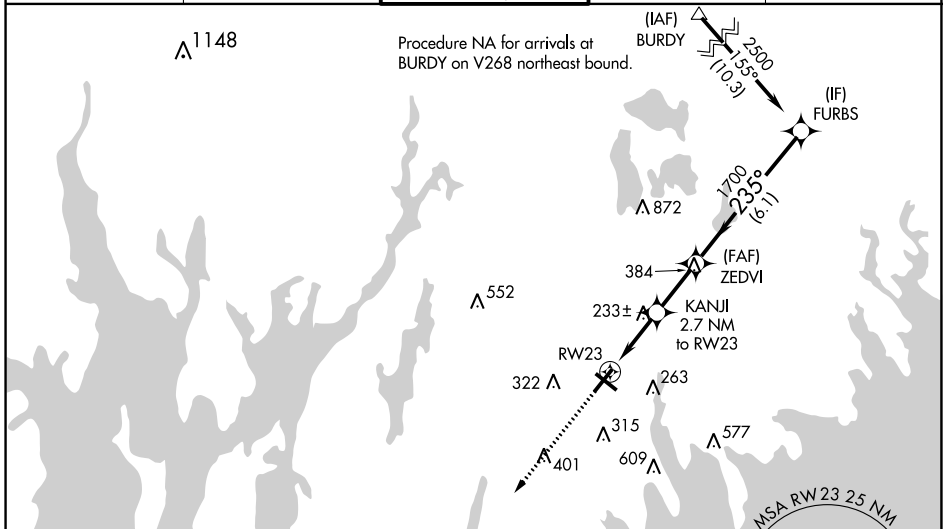 1148
Procedure NA for arrivals at
BURDY on V268 northeast bound.
(IAF)
BURDY
2500
155°
(10.3)
(IF)
FURBS
1700
235°
(6.1)
872
(FAF)
ZEDVI
384
552
233±
KANJI
2.7 NM
to RW23
RW23
322
263
315
577
401
609
MSA RW23 25 NM